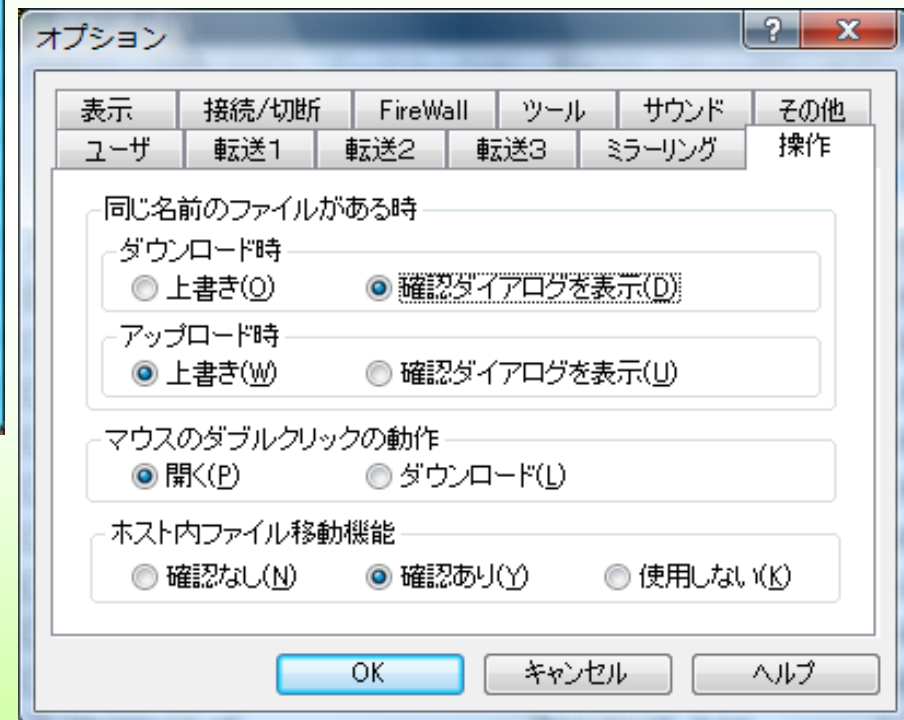 オプション
表示 接続/切断 FireWall ツール サウンド その他
ユーザ 転送1 転送2 転送3 ミラーリング 操作
同じ名前のファイルがある時
ダウンロード時
上書き(O) 確認ダイアログを表示(D)
アップロード時
上書き(W) 確認ダイアログを表示(U)
マウスのダブルクリックの動作
開く(P) ダウンロード(L)
ホスト内ファイル移動機能
確認なし(N) 確認あり(Y) 使用しない(K)
OK キャンセル ヘルプ